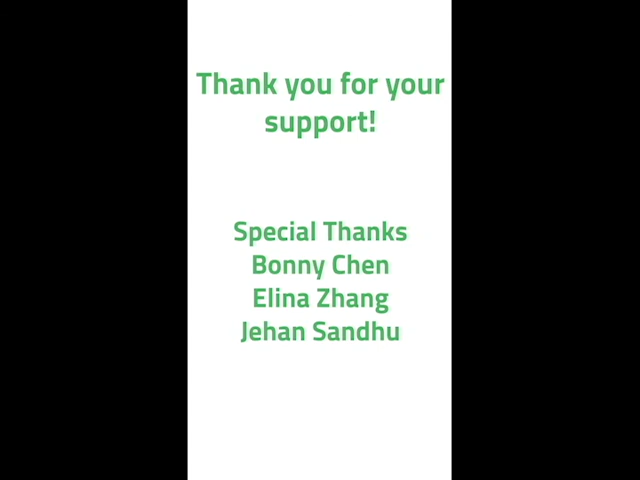 Thank you for your
support!
Special Thanks
Bonny Chen
Elina Zhang
Jehan Sandhu